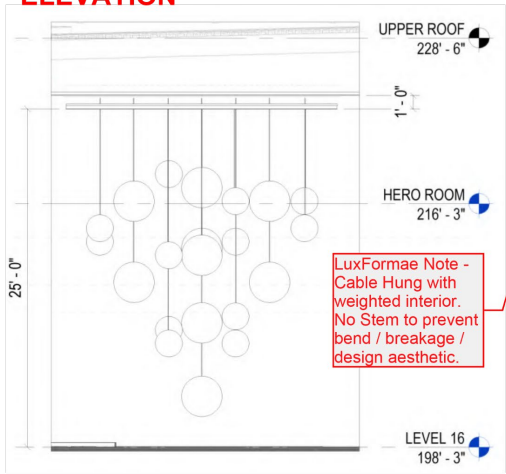 ELEVATION
UPPER ROOF
228' - 6"
1' - 0"
HERO ROOM
216' - 3"
25' - 0"
LuxFormae Note -
Cable Hung with
weighted interior.
No Stem to prevent
bend / breakage /
design aesthetic.
LEVEL 16
198' - 3"